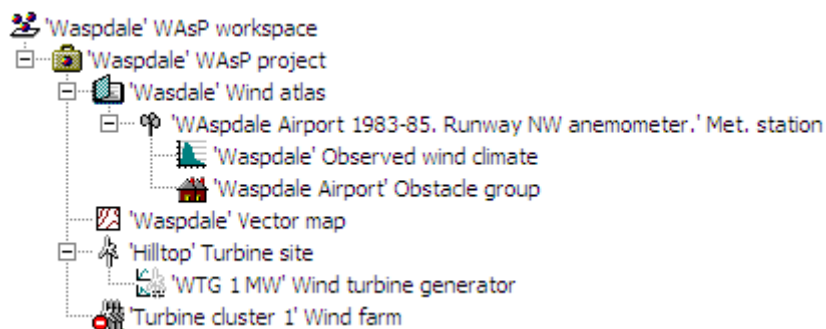 'Waspdale' WAsP workspace
'Waspdale' WAsP project
'Wasdale' Wind atlas
'WAspdale Airport 1983-85. Runway NW anemometer.' Met. station
'Waspdale' Observed wind climate
'Waspdale Airport' Obstacle group
'Waspdale' Vector map
'Hilltop' Turbine site
'WTG 1 MW' Wind turbine generator
'Turbine cluster 1' Wind farm